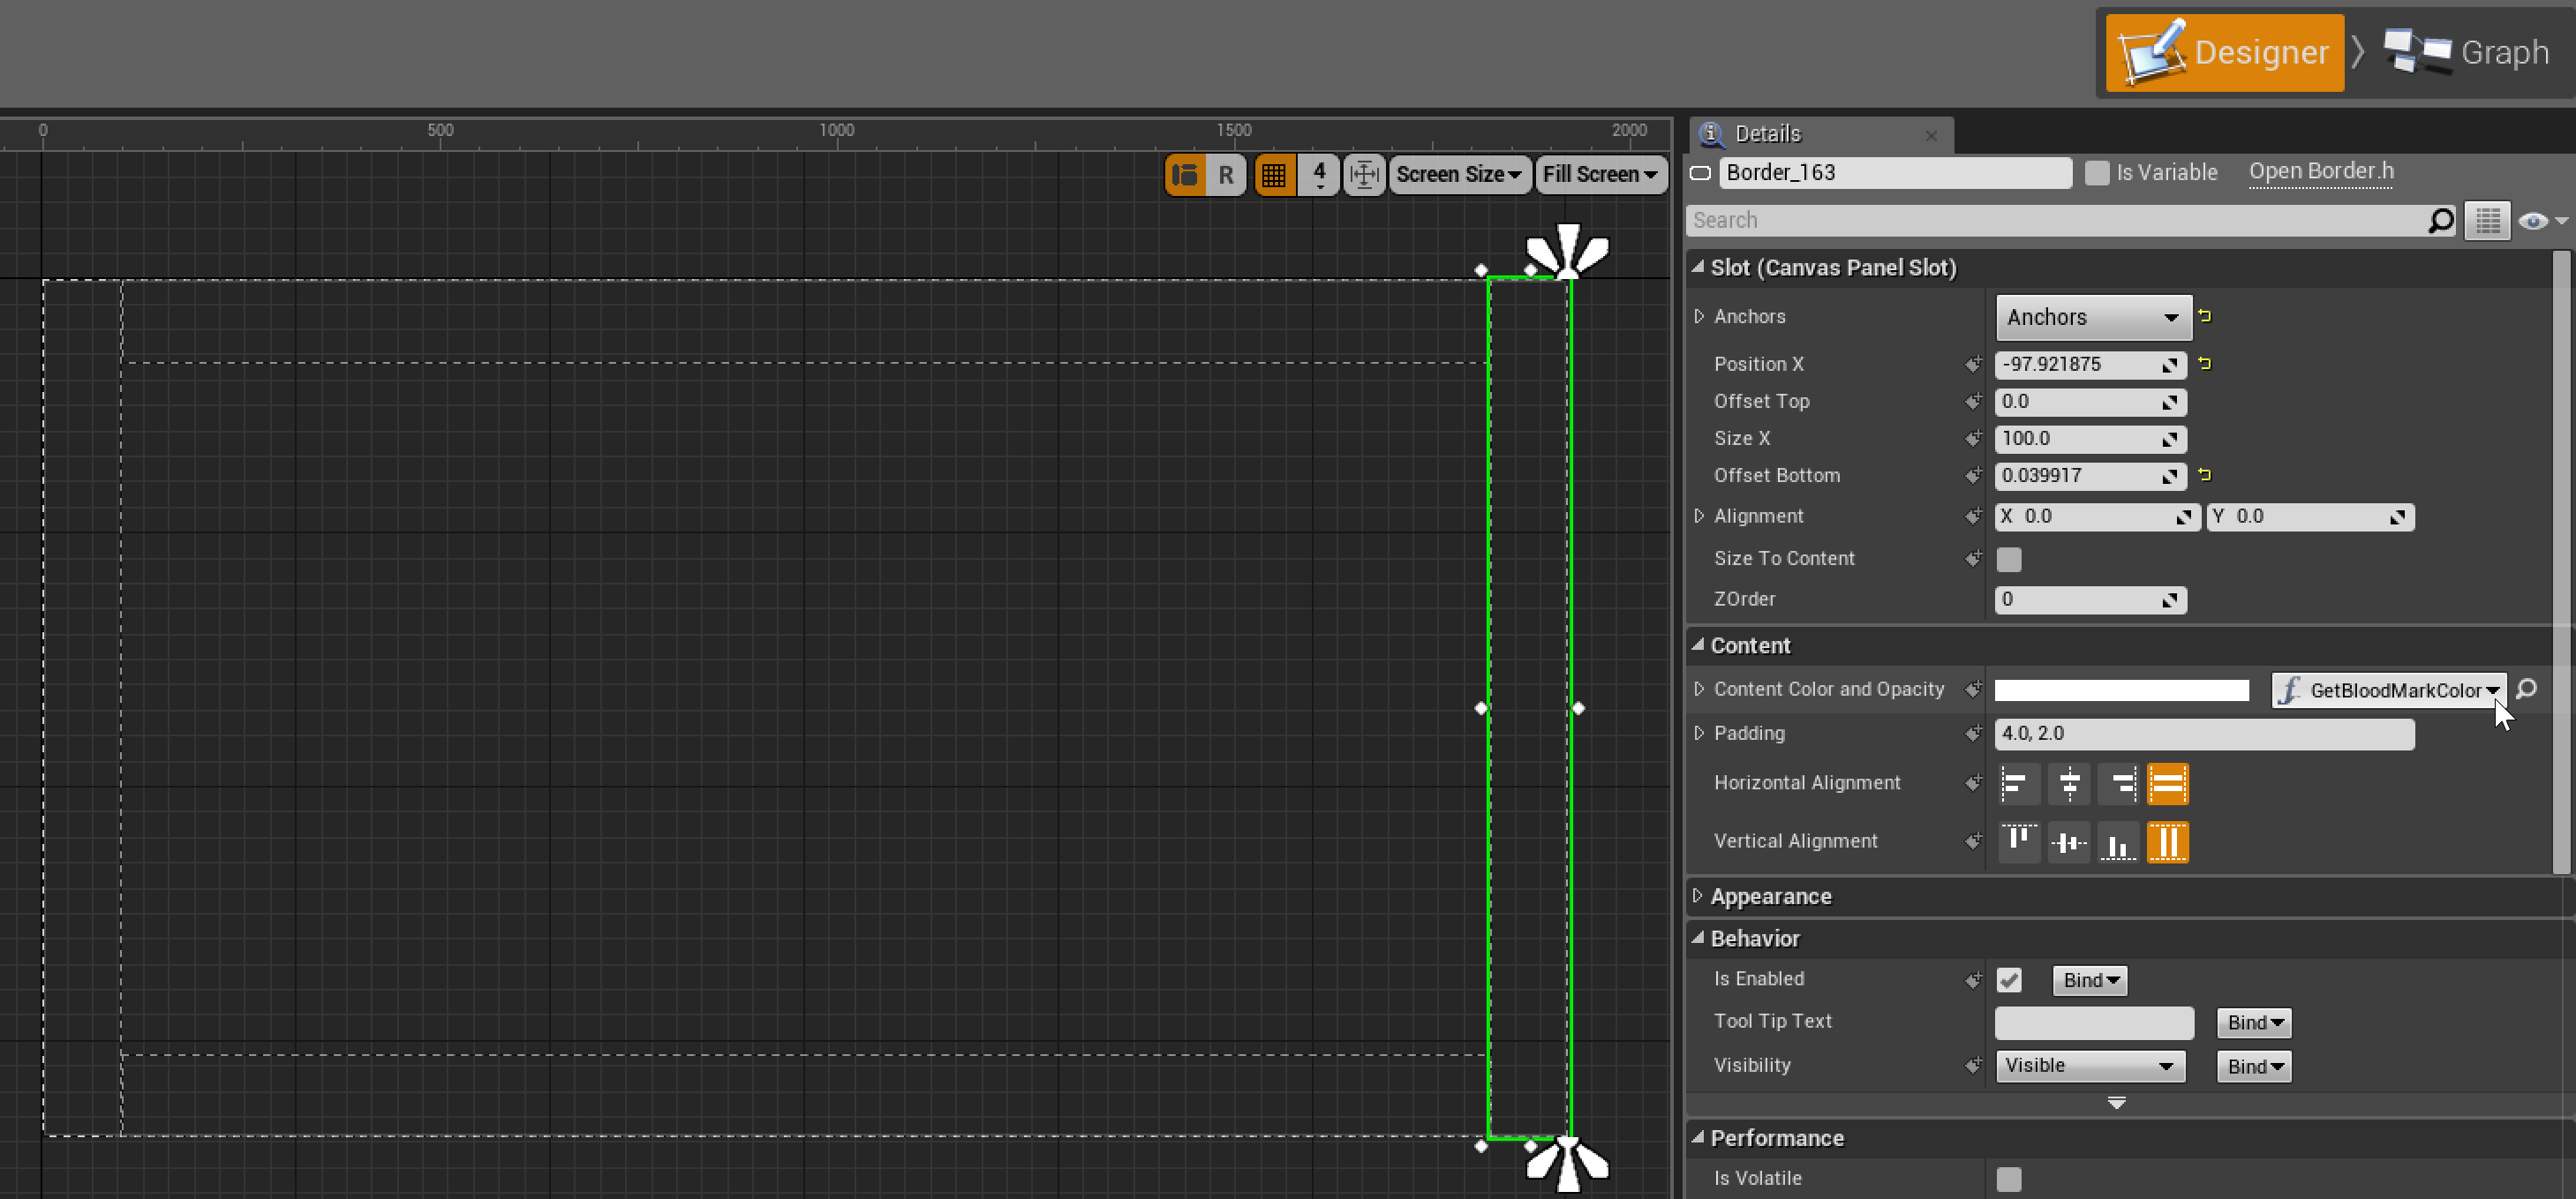 Designer
Graph
0 500 1000 1500 2000
R 4 Screen Size Fill Screen
Details
Border_163 Is Variable Open Border.h
Search
Slot (Canvas Panel Slot)
Anchors Anchors
Position X -97.921875
Offset Top 0.0
Size X 100.0
Offset Bottom 0.039917
Alignment X 0.0 Y 0.0
Size To Content
ZOrder 0
Content
Content Color and Opacity GetBloodMarkColor
Padding 4.0, 2.0
Horizontal Alignment
Vertical Alignment
Appearance
Behavior
Is Enabled Bind
Tool Tip Text Bind
Visibility Visible Bind
Performance
Is Volatile